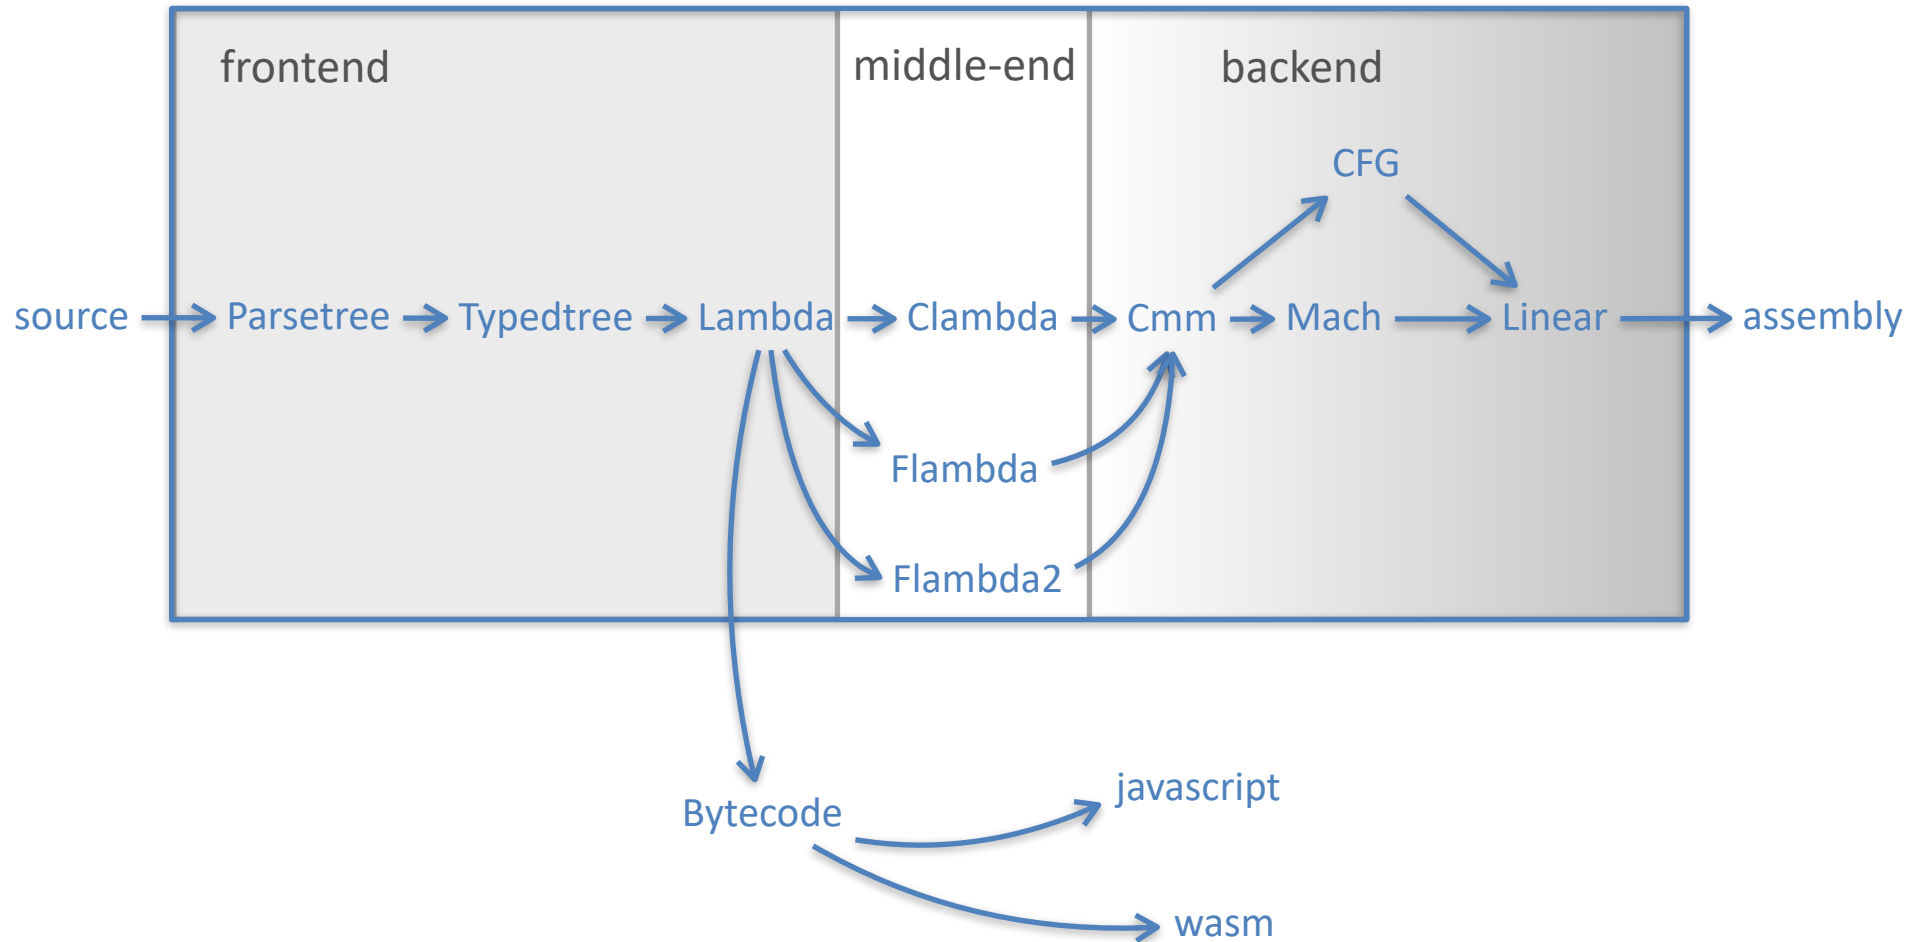 frontend
middle-end
backend
CFG
source
Parsetree
Typedtree
Lambda
Clambda
Cmm
Mach
Linear
assembly
Flambda
Flambda2
javascript
Bytecode
wasm